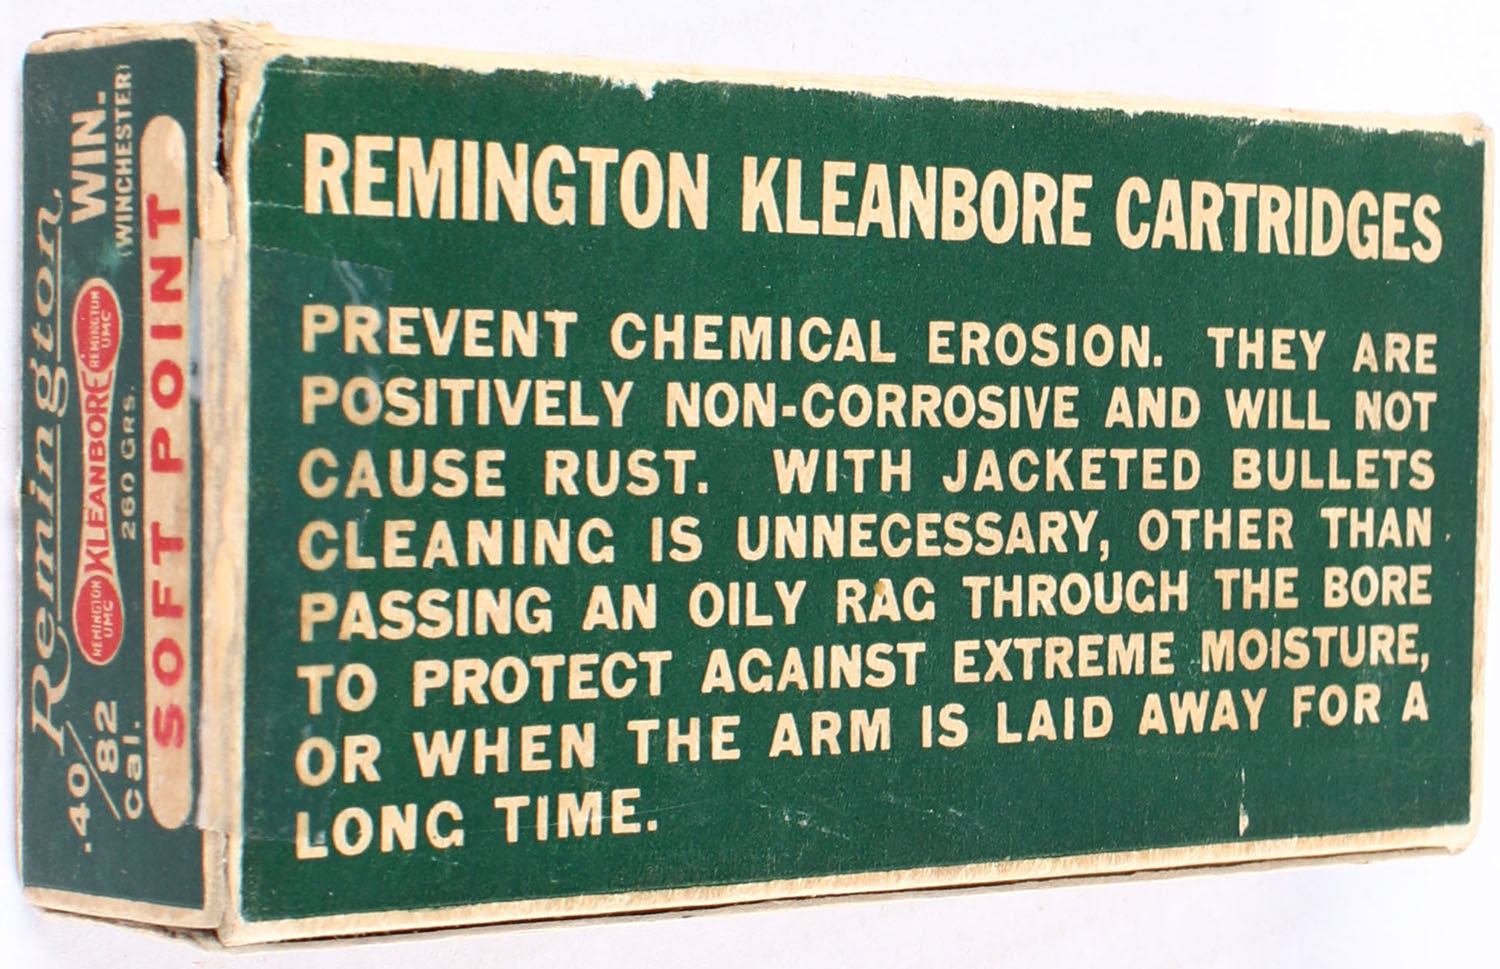 REMINGTON KLEANBORE CARTRIDGES
PREVENT CHEMICAL EROSION. THEY ARE
POSITIVELY NON-CORROSIVE AND WILL NOT
CAUSE RUST. WITH JACKETED BULLETS
CLEANING IS UNNECESSARY, OTHER THAN
PASSING AN OILY RAG THROUGH THE BORE
TO PROTECT AGAINST EXTREME MOISTURE,
OR WHEN THE ARM IS LAID AWAY FOR A
LONG TIME.
Remington
.40/82 Cal.
REMINGTON UMC
KLEANBORE
REMINGTON UMC
WIN.
(WINCHESTER)
260 GRS.
SOFT POINT